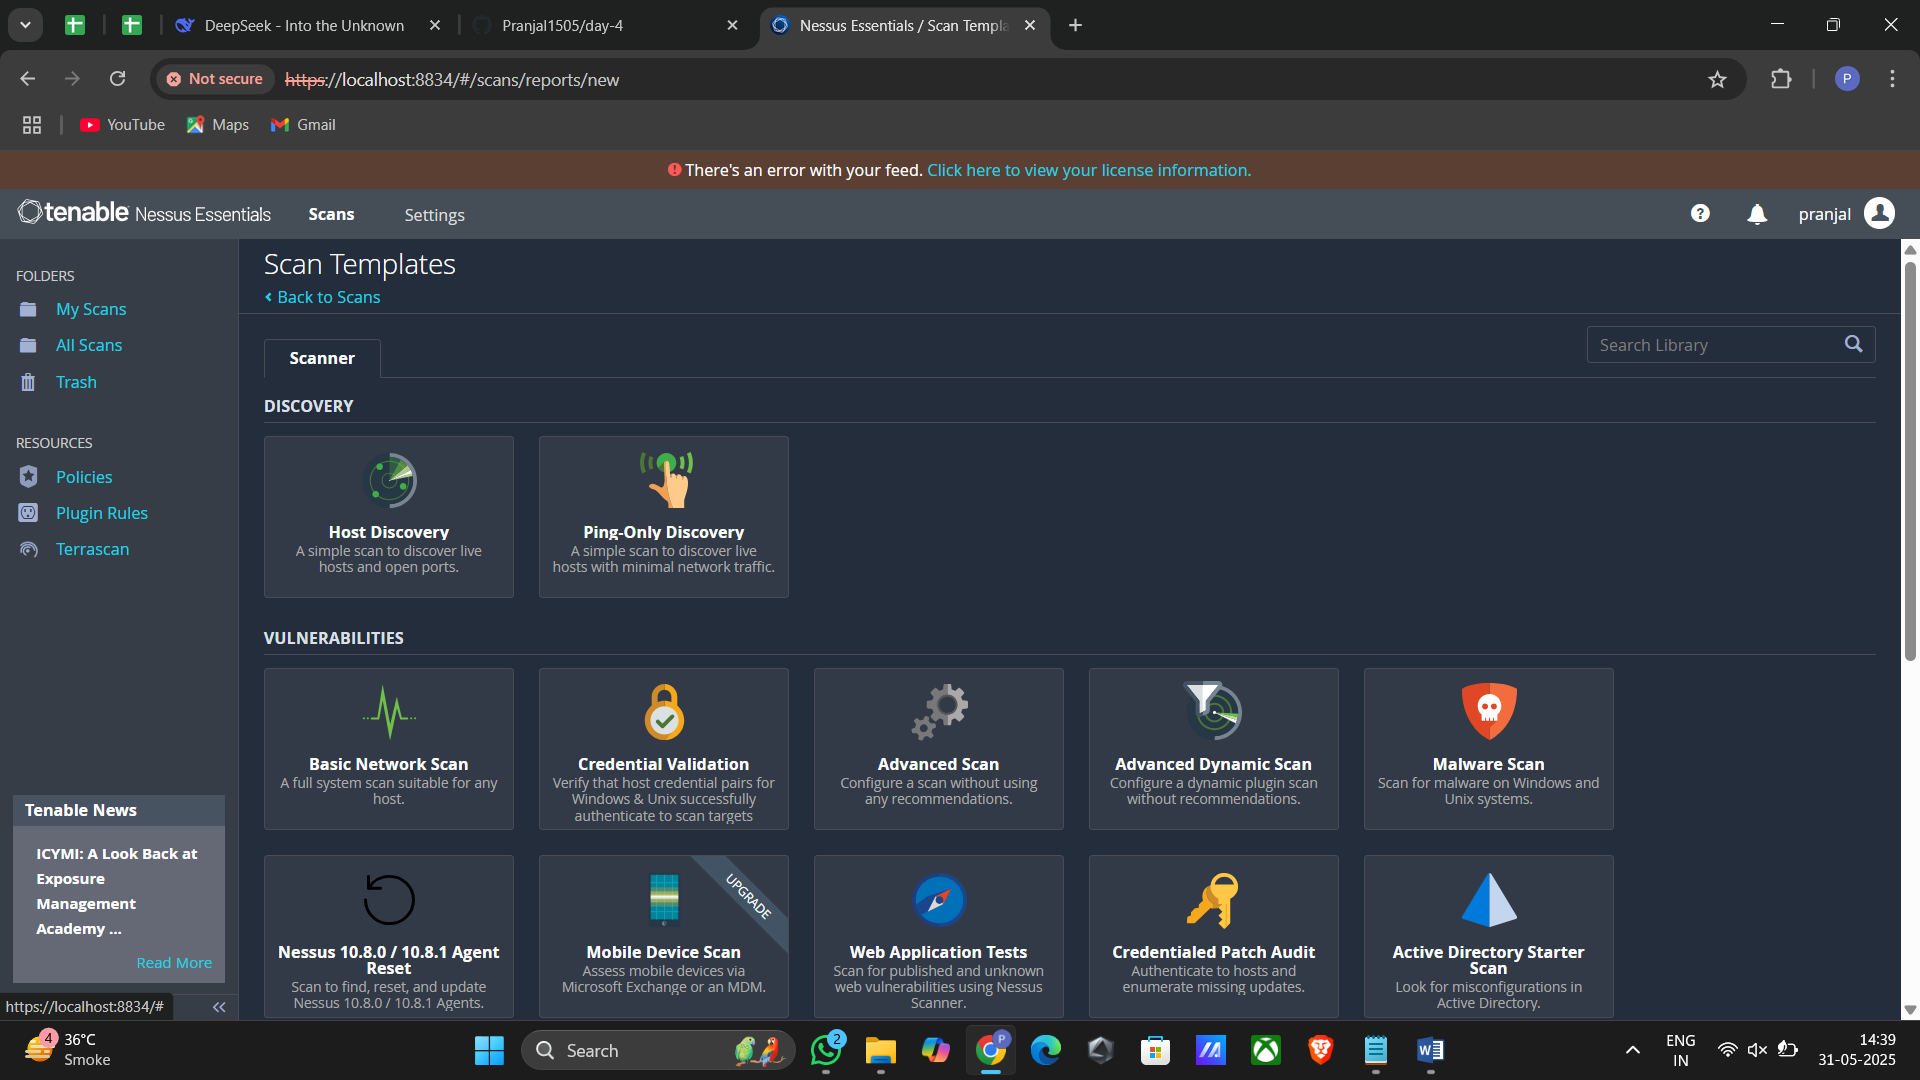 DeepSeek - Into the Unknown
Pranjal1505/day-4
Nessus Essentials / Scan Templa
Not secure https://localhost:8834/#/scans/reports/new
P
YouTube
Maps
Gmail
There's an error with your feed. Click here to view your license information.
tenable Nessus Essentials
Scans
Settings
?
pranjal
FOLDERS
My Scans
All Scans
Trash
RESOURCES
Policies
Plugin Rules
Terrascan
Tenable News
ICYMI: A Look Back at
Exposure
Management
Academy ...
Read More
https://localhost:8834/#
Scan Templates
Back to Scans
Scanner
Search Library
DISCOVERY
Host Discovery
A simple scan to discover live
hosts and open ports.
Ping-Only Discovery
A simple scan to discover live
hosts with minimal network traffic.
VULNERABILITIES
Basic Network Scan
A full system scan suitable for any
host.
Credential Validation
Verify that host credential pairs for
Windows & Unix successfully
authenticate to scan targets
Advanced Scan
Configure a scan without using
any recommendations.
Advanced Dynamic Scan
Configure a dynamic plugin scan
without recommendations.
Malware Scan
Scan for malware on Windows and
Unix systems.
Nessus 10.8.0 / 10.8.1 Agent
Reset
Scan to find, reset, and update
Nessus 10.8.0 / 10.8.1 Agents.
UPGRADE
Mobile Device Scan
Assess mobile devices via
Microsoft Exchange or an MDM.
Web Application Tests
Scan for published and unknown
web vulnerabilities using Nessus
Scanner.
Credentialed Patch Audit
Authenticate to hosts and
enumerate missing updates.
Active Directory Starter
Scan
Look for misconfigurations in
Active Directory.
4
36°C
Smoke
Search
2
P
W
ENG
IN
14:39
31-05-2025